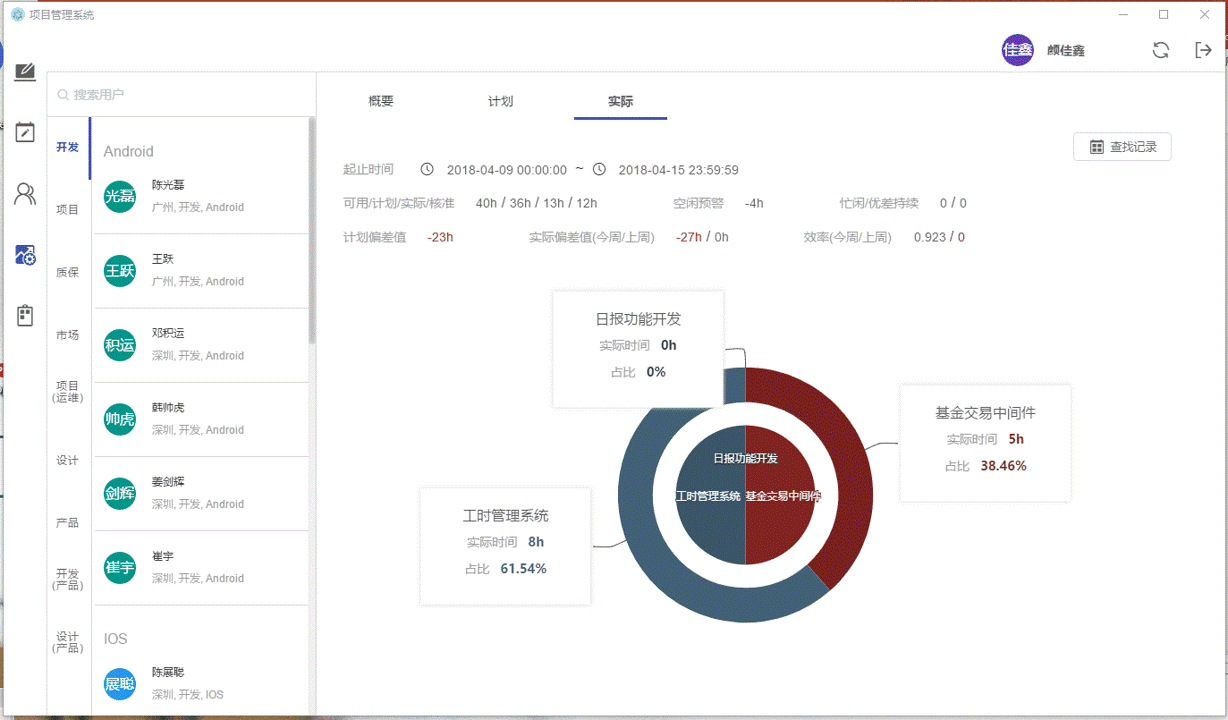 项目管理系统
佳鑫 颜佳鑫
搜索用户
开发
项目
质保
市场
项目
(运维)
设计
产品
开发
(产品)
设计
(产品)
Android
光磊 陈光磊
广州, 开发, Android
王跃 王跃
广州, 开发, Android
积运 邓积运
深圳, 开发, Android
帅虎 韩帅虎
深圳, 开发, Android
剑辉 姜剑辉
深圳, 开发, Android
崔宇 崔宇
深圳, 开发, Android
IOS
展聪 陈展聪
深圳, 开发, IOS
概要 计划 实际
查找记录
起止时间 2018-04-09 00:00:00 ~ 2018-04-15 23:59:59
可用/计划/实际/核准 40h / 36h / 13h / 12h 空闲预警 -4h 忙闲/优差持续 0 / 0
计划偏差值 -23h 实际偏差值(今周/上周) -27h / 0h 效率(今周/上周) 0.923 / 0
日报功能开发
实际时间 0h
占比 0%
基金交易中间件
实际时间 5h
占比 38.46%
日报功能开发
工时管理系统 基金交易中间件
工时管理系统
实际时间 8h
占比 61.54%